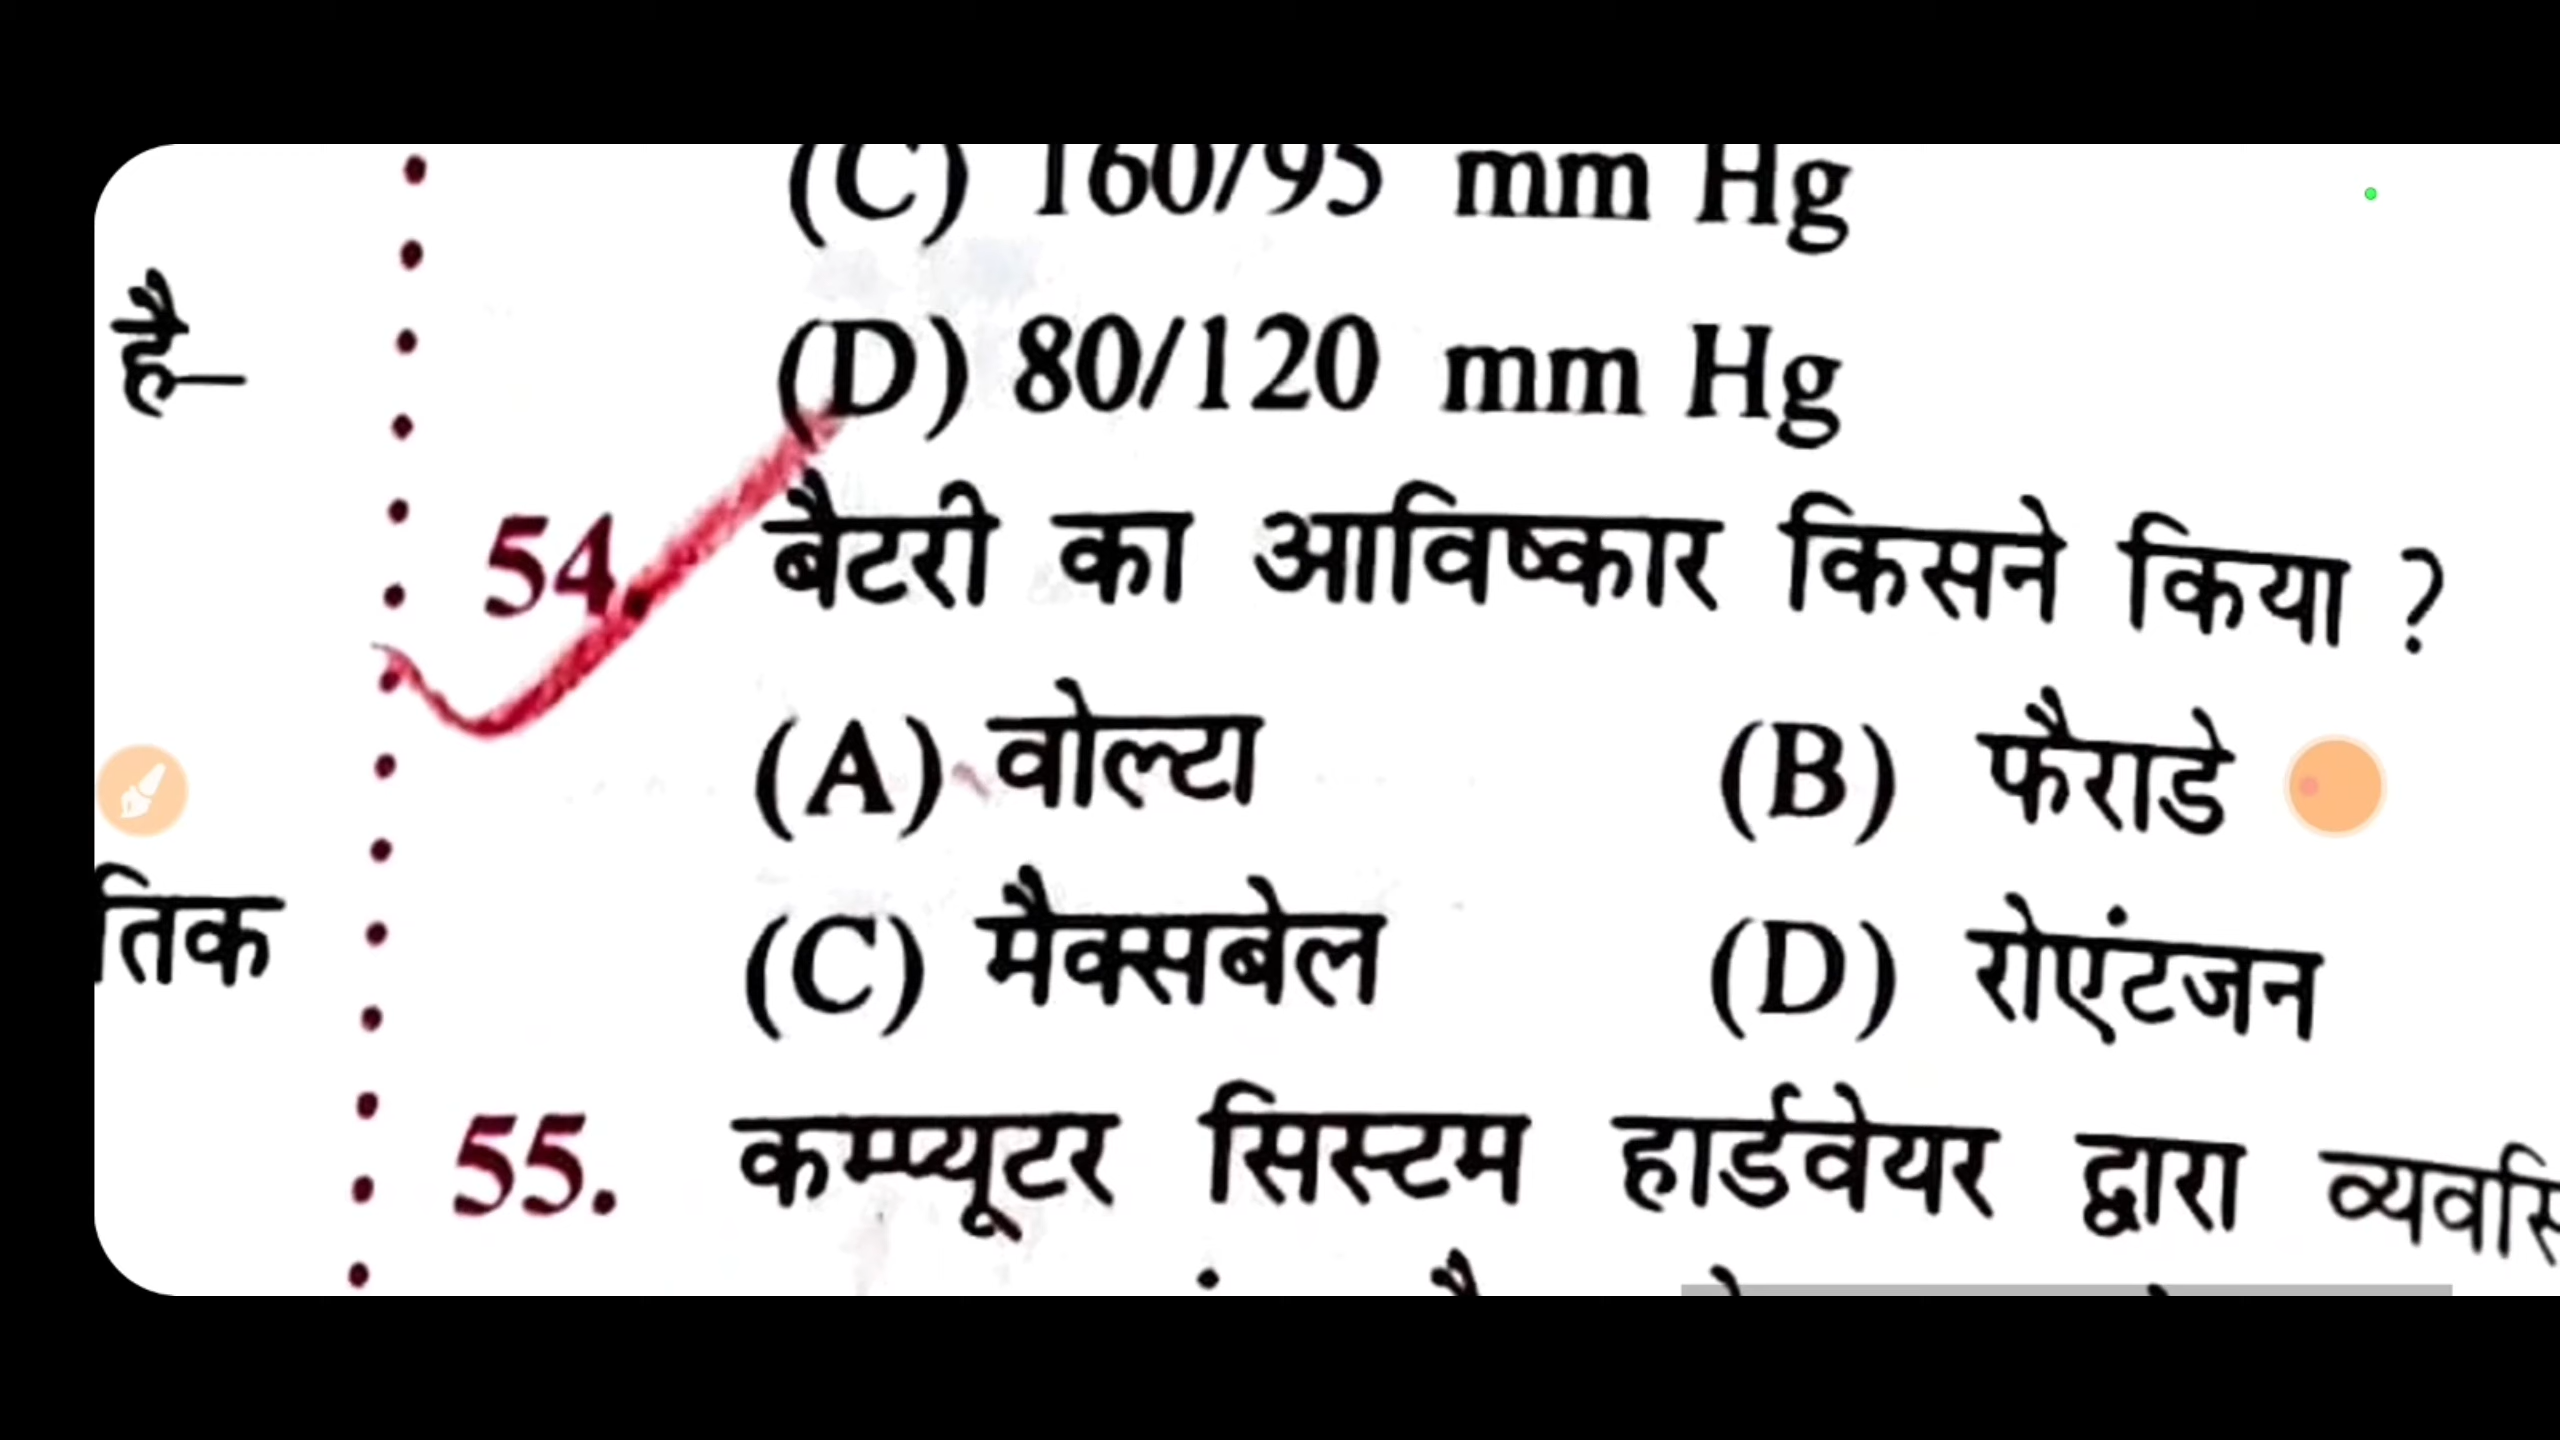 (C) 160/95 mm Hg
है–
(D) 80/120 mm Hg
54. बैटरी का आविष्कार किसने किया ?
(A) वोल्टा (B) फैराडे
तिक
(C) मैक्सबेल (D) रोएंटजन
55. कम्प्यूटर सिस्टम हार्डवेयर द्वारा